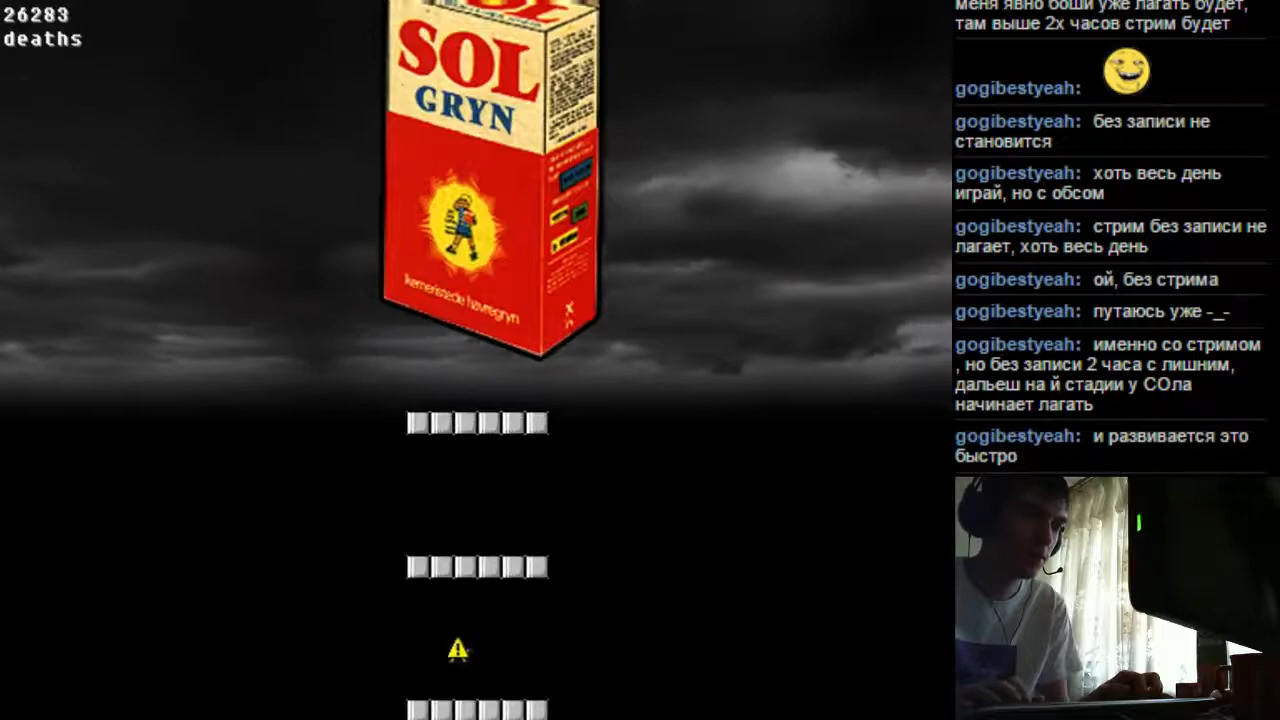 26283
deaths
SOL
GRYN
kerneristede havregryn
меня явно боши уже лагать будет,
там выше 2х часов стрим будет
gogibestyeah:
gogibestyeah: без записи не
становится
gogibestyeah: хоть весь день
играй, но с обсом
gogibestyeah: стрим без записи не
лагает, хоть весь день
gogibestyeah: ой, без стрима
gogibestyeah: путаюсь уже -_-
gogibestyeah: именно со стримом
, но без записи 2 часа с лишним,
дальеш на й стадии у СОла
начинает лагать
gogibestyeah: и развивается это
быстро